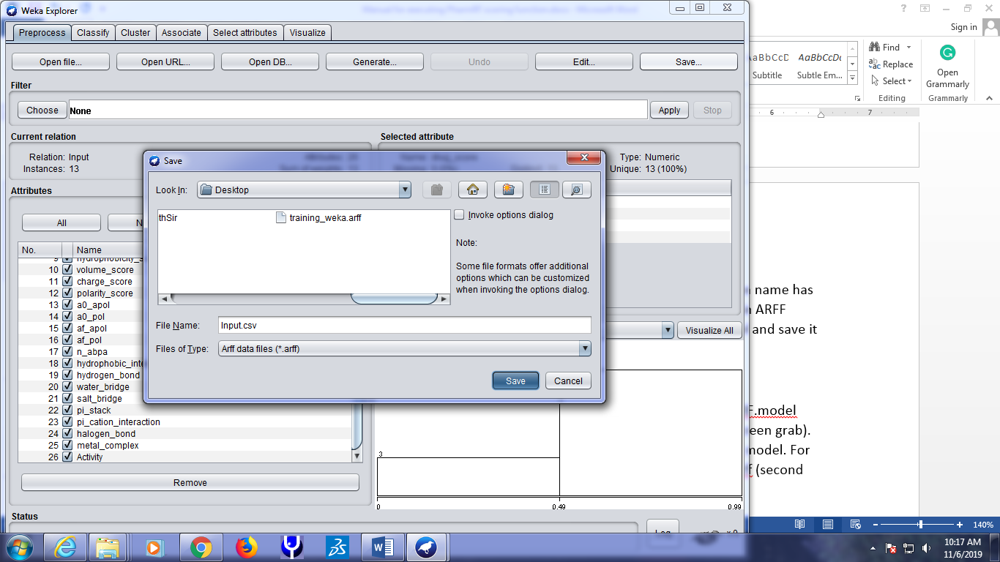 Weka Explorer
Manual for executing
Microsoft Word
Preprocess Classify Cluster Associate Select attributes Visualize
Open file... Open URL... Open DB... Generate... Undo Edit... Save...
Filter
Choose None Apply Stop
Current relation
Relation: Input
Instances: 13
Selected attribute
Type: Numeric
Unique: 13 (100%)
Attributes
All N
No. Name
9 hydrophobicity_s
10 volume_score
11 charge_score
12 polarity_score
13 a0_apol
14 a0_pol
15 af_apol
16 af_pol
17 n_abpa
18 hydrophobic_inte
19 hydrogen_bond
20 water_bridge
21 salt_bridge
22 pi_stack
23 pi_cation_interaction
24 halogen_bond
25 metal_complex
26 Activity
Remove
Status
Log x 0
Visualize All
3
0 0.49 0.99
Save
Look In: Desktop
thSir training_weka.arff
Invoke options dialog
Note:
Some file formats offer additional
options which can be customized
when invoking the options dialog.
File Name: Input.csv
Files of Type: Arff data files (*.arff)
Save Cancel
?
Sign in
AaBbCcD AaBbCcDc
Subtitle Subtle Em...
Find
Replace
Select
Editing
Open
Grammarly
Grammarly
6 7
name has
ARFF
and save it
F.model
een grab).
model. For
f (second
140%
10:17 AM
11/6/2019